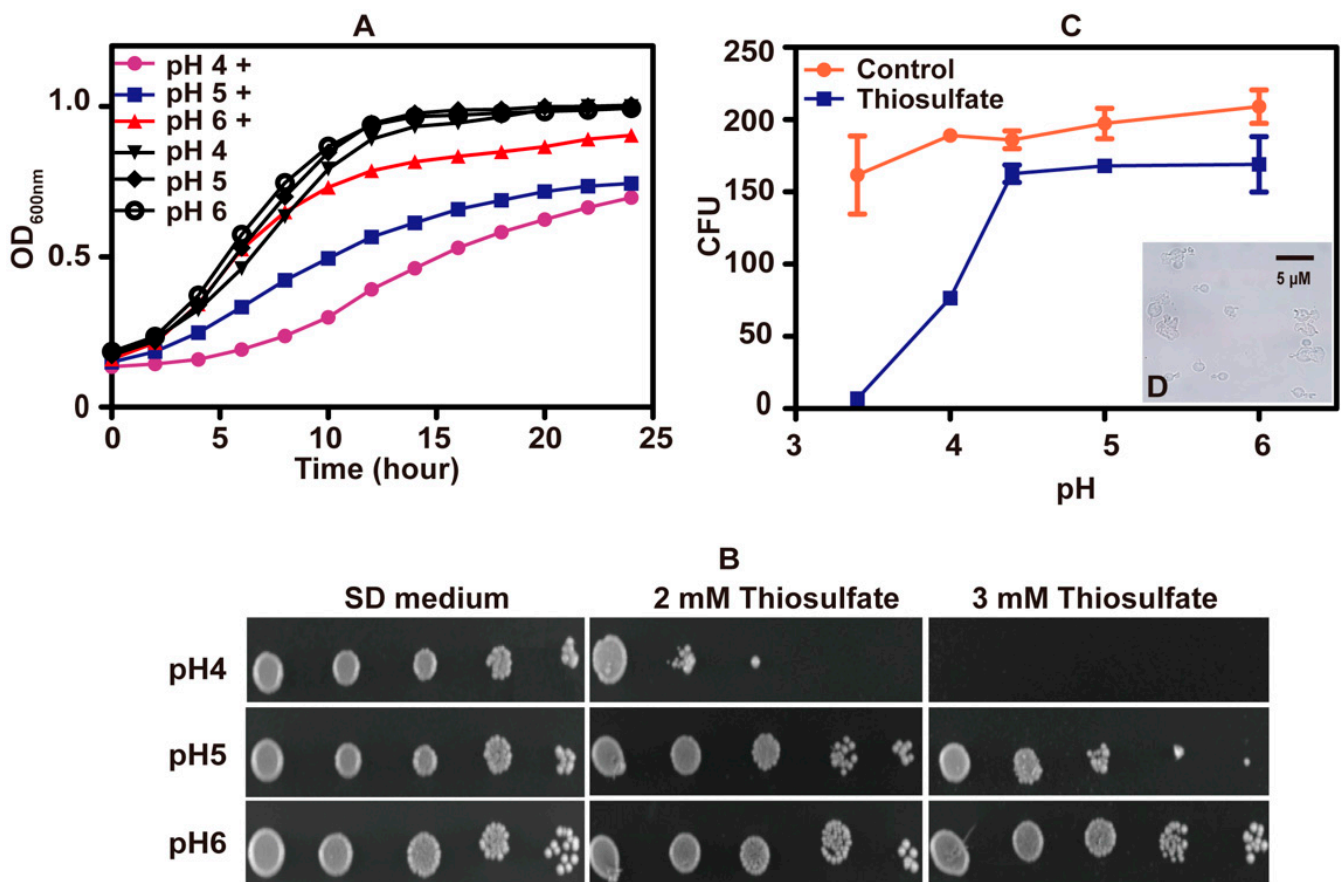 A
pH 4 +
pH 5 +
pH 6 +
pH 4
pH 5
pH 6
1.0
0.5
0
OD600nm
0 5 10 15 20 25
Time (hour)
C
Control
Thiosulfate
250
200
150
100
50
0
CFU
3 4 5 6
pH
5 µM
D
B
SD medium 2 mM Thiosulfate 3 mM Thiosulfate
pH4
pH5
pH6